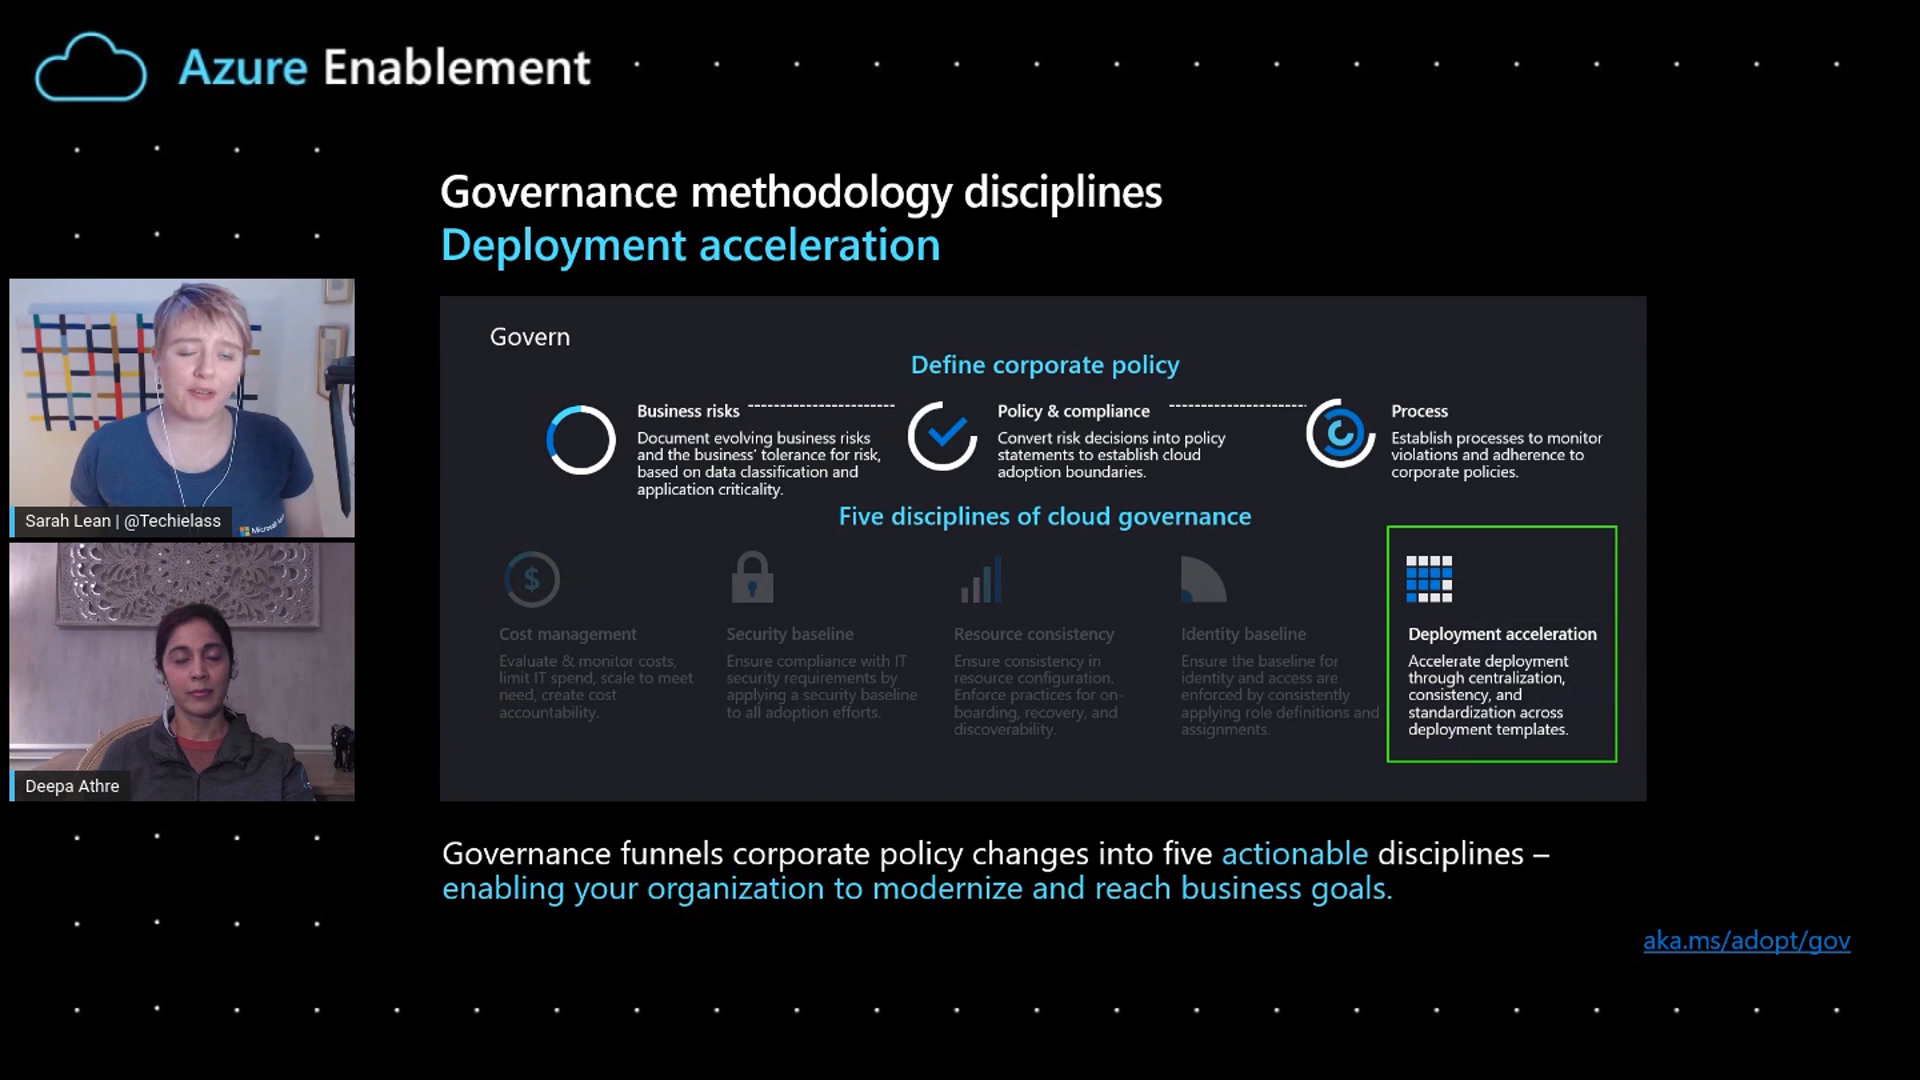 Azure Enablement
Governance methodology disciplines
Deployment acceleration
Govern
Define corporate policy
Business risks
Document evolving business risks
and the business' tolerance for risk,
based on data classification and
application criticality.
Policy & compliance
Convert risk decisions into policy
statements to establish cloud
adoption boundaries.
Process
Establish processes to monitor
violations and adherence to
corporate policies.
Five disciplines of cloud governance
$
Cost management
Evaluate & monitor costs,
limit IT spend, scale to meet
need, create cost
accountability.
Security baseline
Ensure compliance with IT
security requirements by
applying a security baseline
to all adoption efforts.
Resource consistency
Ensure consistency in
resource configuration.
Enforce practices for on-
boarding, recovery, and
discoverability.
Identity baseline
Ensure the baseline for
identity and access are
enforced by consistently
applying role definitions and
assignments.
Deployment acceleration
Accelerate deployment
through centralization,
consistency, and
standardization across
deployment templates.
Sarah Lean | @Techielass
Deepa Athre
Governance funnels corporate policy changes into five actionable disciplines –
enabling your organization to modernize and reach business goals.
aka.ms/adopt/gov